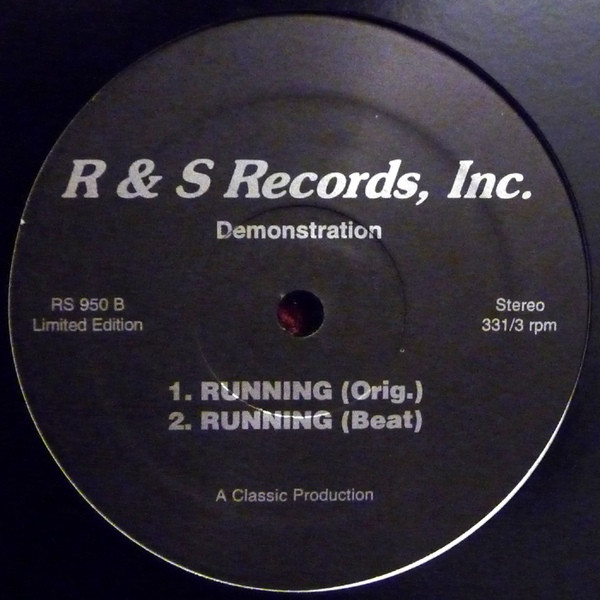 R & S Records, Inc.
Demonstration
RS 950 B
Limited Edition
Stereo
331/3 rpm
1. RUNNING (Orig.)
2. RUNNING (Beat)
A Classic Production